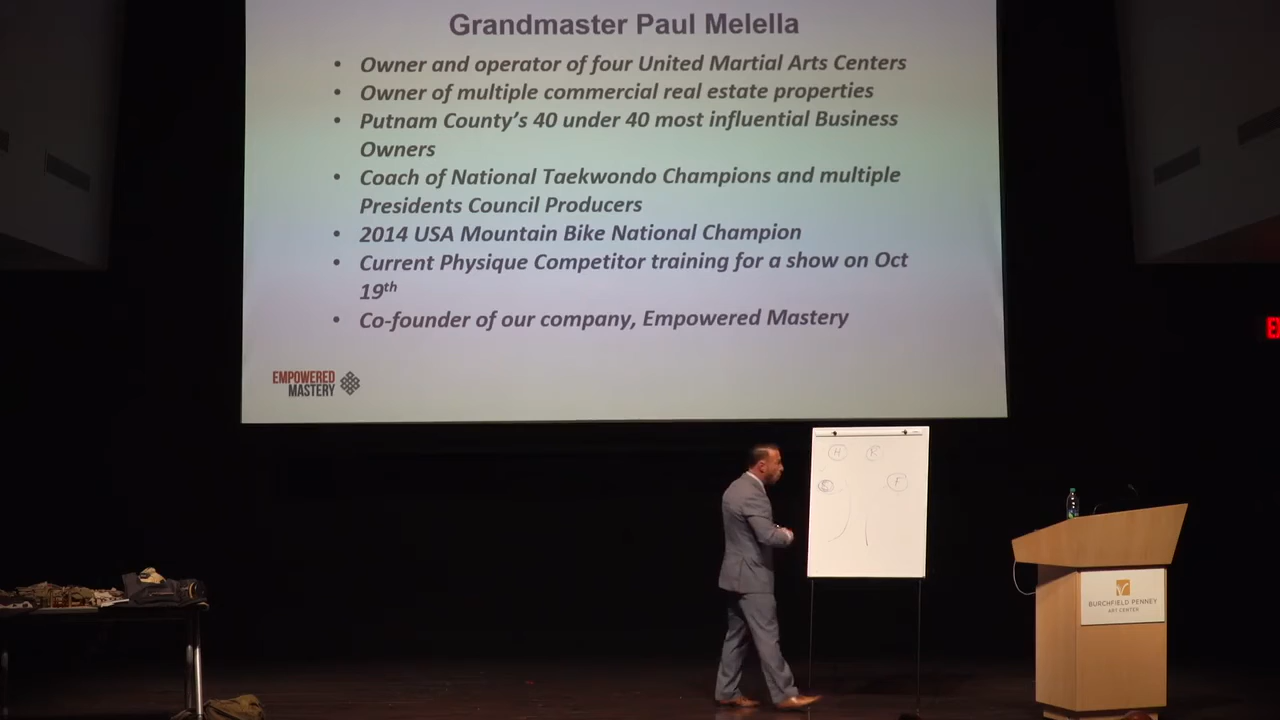 Grandmaster Paul Melella
• Owner and operator of four United Martial Arts Centers
• Owner of multiple commercial real estate properties
• Putnam County's 40 under 40 most influential Business
Owners
• Coach of National Taekwondo Champions and multiple
Presidents Council Producers
• 2014 USA Mountain Bike National Champion
• Current Physique Competitor training for a show on Oct
19th
• Co-founder of our company, Empowered Mastery
EMPOWERED
MASTERY
H
F
BURCHFIELD PENNEY
ART CENTER